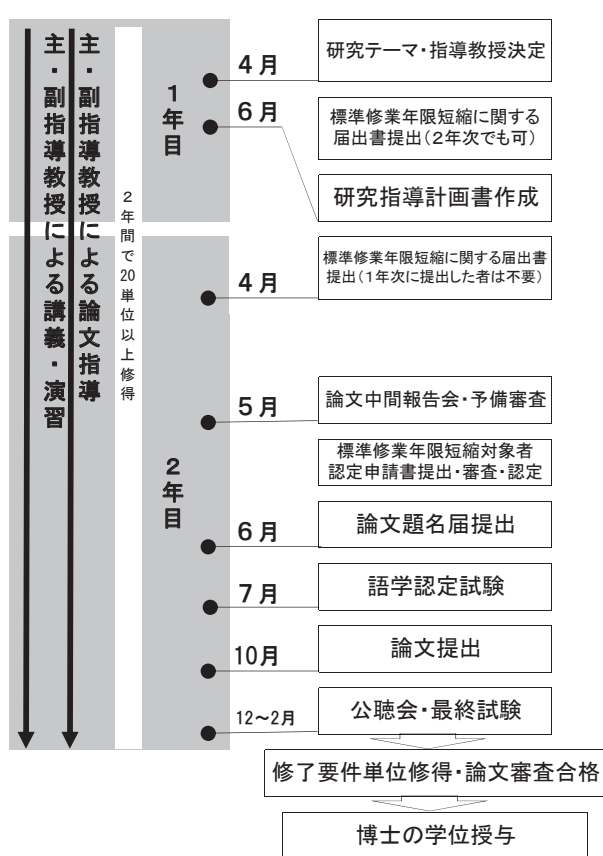 主・副指導教授による講義・演習
主・副指導教授による論文指導
2年間で20単位以上修得
1年目
4月
研究テーマ・指導教授決定
6月
標準修業年限短縮に関する
届出書提出(2年次でも可)
研究指導計画書作成
2年目
4月
標準修業年限短縮に関する届出書
提出(1年次に提出した者は不要)
5月
論文中間報告会・予備審査
標準修業年限短縮対象者
認定申請書提出・審査・認定
6月
論文題名届提出
7月
語学認定試験
10月
論文提出
12～2月
公聴会・最終試験
修了要件単位修得・論文審査合格
博士の学位授与